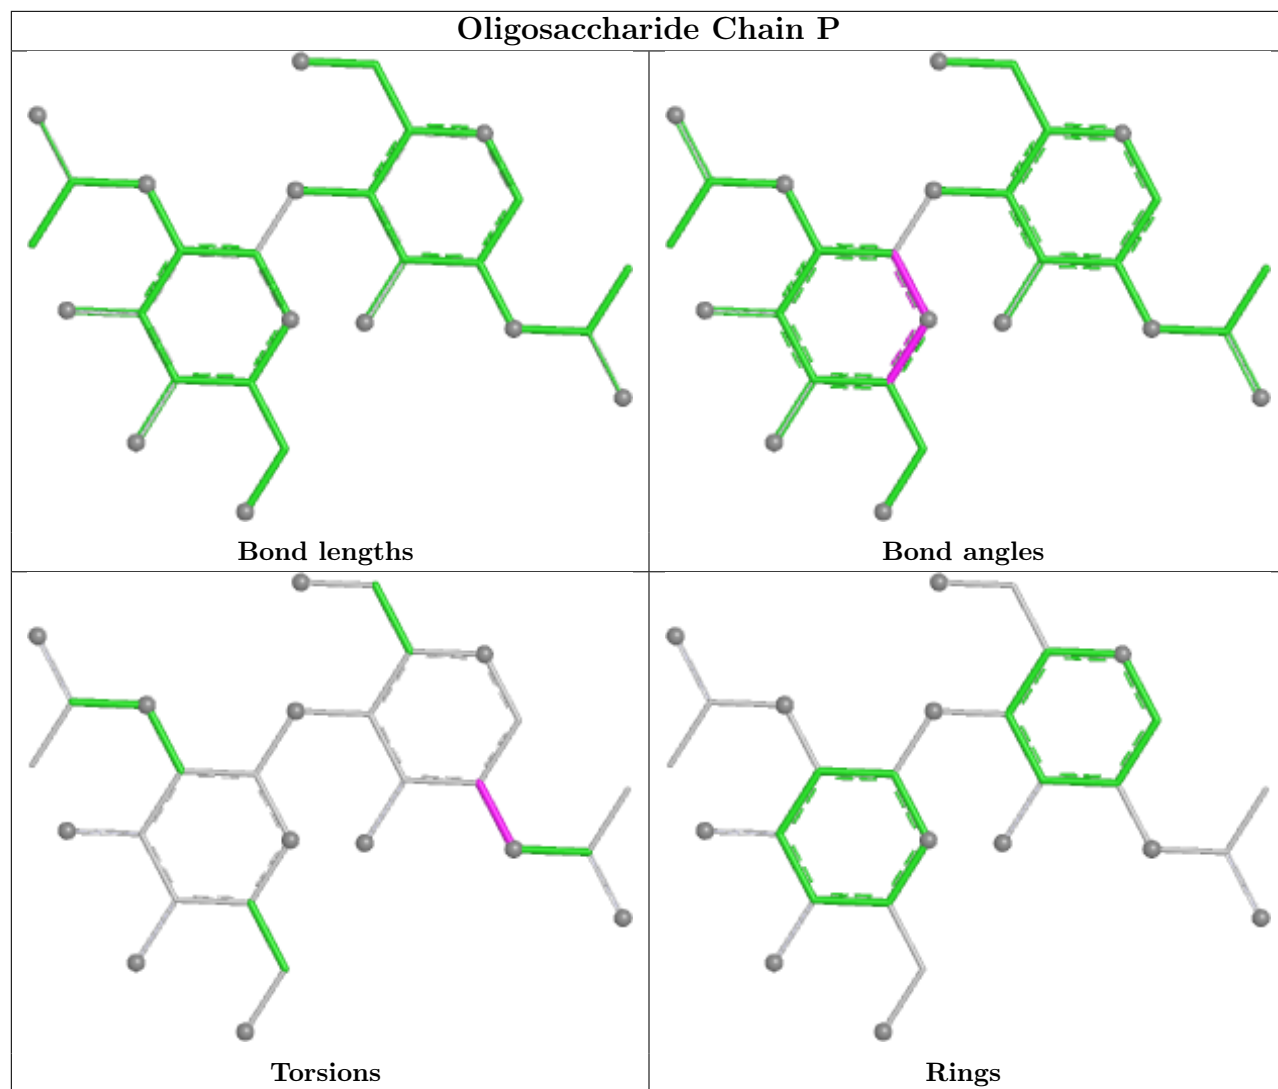 Oligosaccharide Chain P
Bond lengths
Bond angles
Torsions
Rings